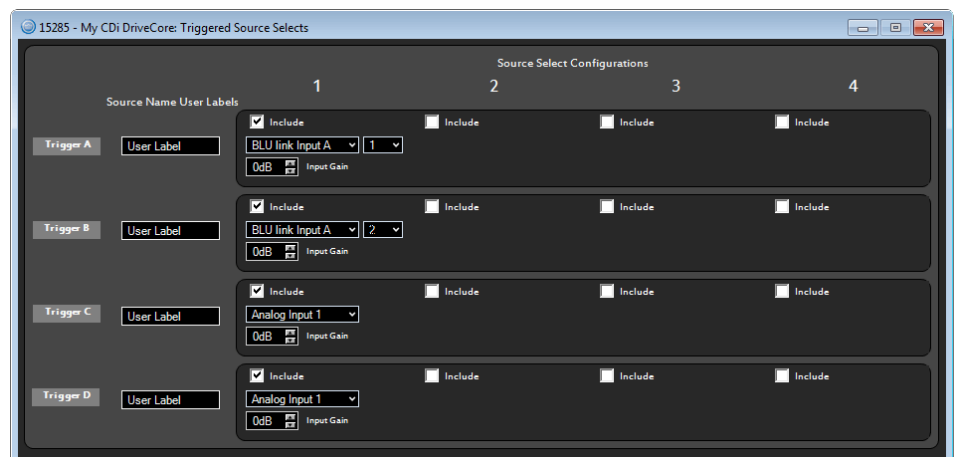 15285 - My CDi DriveCore: Triggered Source Selects
Source Select Configurations
1 2 3 4
Source Name User Labels
Include Include Include Include
Trigger A User Label BLU link Input A 1
0dB Input Gain
Include Include Include Include
Trigger B User Label BLU link Input A 2
0dB Input Gain
Include Include Include Include
Trigger C User Label Analog Input 1
0dB Input Gain
Include Include Include Include
Trigger D User Label Analog Input 1
0dB Input Gain